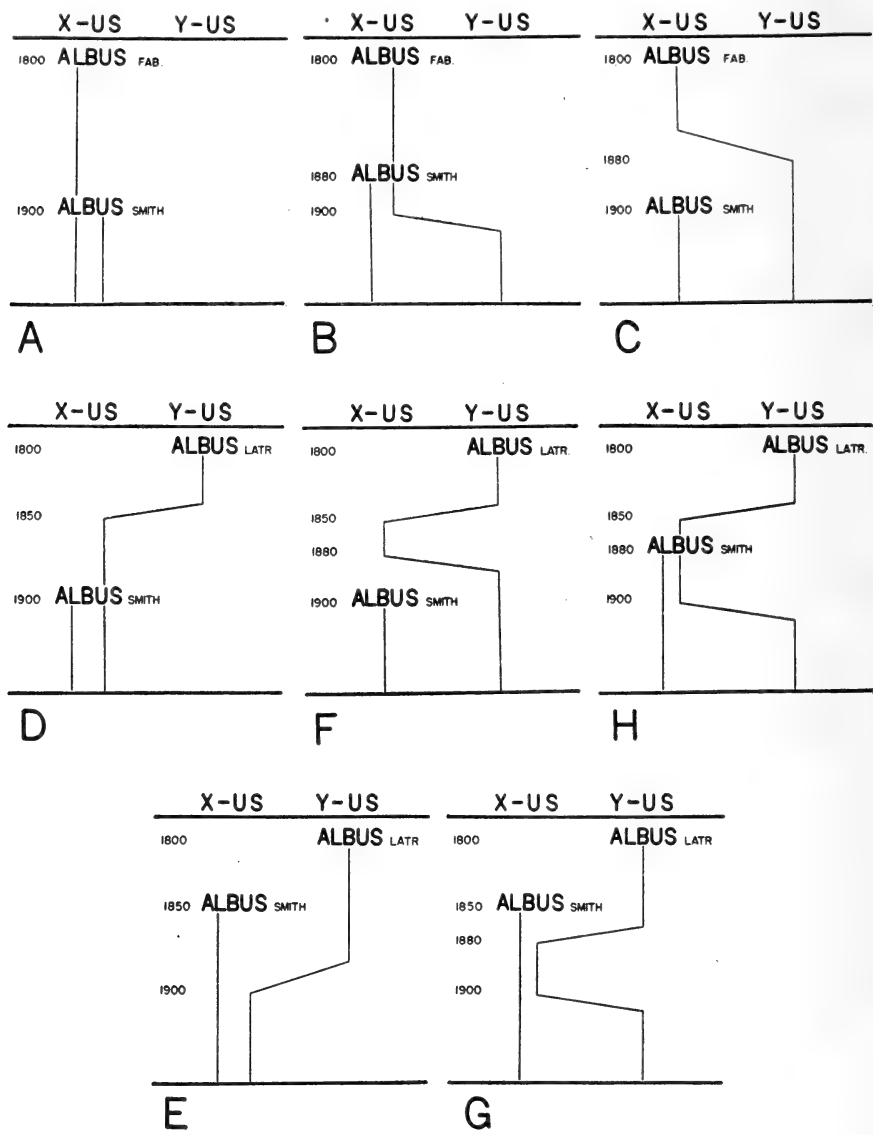 X-US Y-US
1800 ALBUS FAB.
1900 ALBUS SMITH
A
X-US Y-US
1800 ALBUS FAB.
1880 ALBUS SMITH
1900
B
X-US Y-US
1800 ALBUS FAB.
1880
1900 ALBUS SMITH
C
X-US Y-US
1800 ALBUS LATR
1850
1900 ALBUS SMITH
D
X-US Y-US
1800 ALBUS LATR.
1850
1880
1900 ALBUS SMITH
F
X-US Y-US
1800 ALBUS LATR.
1850
1880 ALBUS SMITH
1900
H
X-US Y-US
1800 ALBUS LATR
1850 ALBUS SMITH
1900
E
X-US Y-US
1800 ALBUS LATR
1850 ALBUS SMITH
1880
1900
G